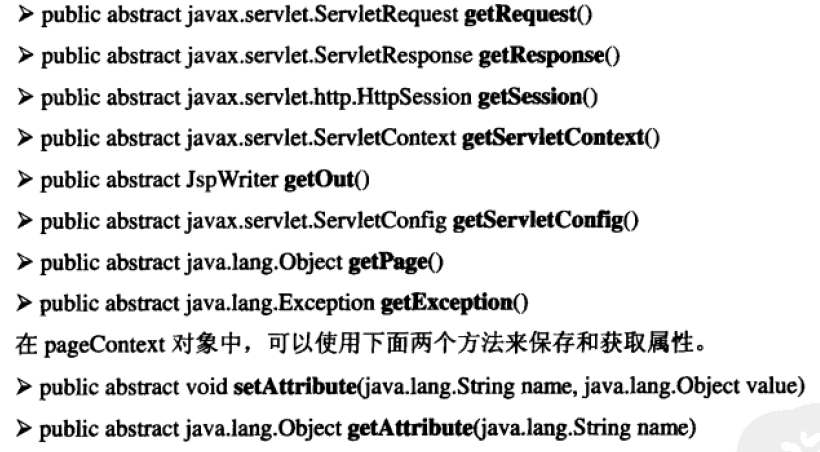 ➢ public abstract javax.servlet.ServletRequest getRequest()
➢ public abstract javax.servlet.ServletResponse getResponse()
➢ public abstract javax.servlet.http.HttpSession getSession()
➢ public abstract javax.servlet.ServletContext getServletContext()
➢ public abstract JspWriter getOut()
➢ public abstract javax.servlet.ServletConfig getServletConfig()
➢ public abstract java.lang.Object getPage()
➢ public abstract java.lang.Exception getException()
在 pageContext 对象中，可以使用下面两个方法来保存和获取属性。
➢ public abstract void setAttribute(java.lang.String name, java.lang.Object value)
➢ public abstract java.lang.Object getAttribute(java.lang.String name)